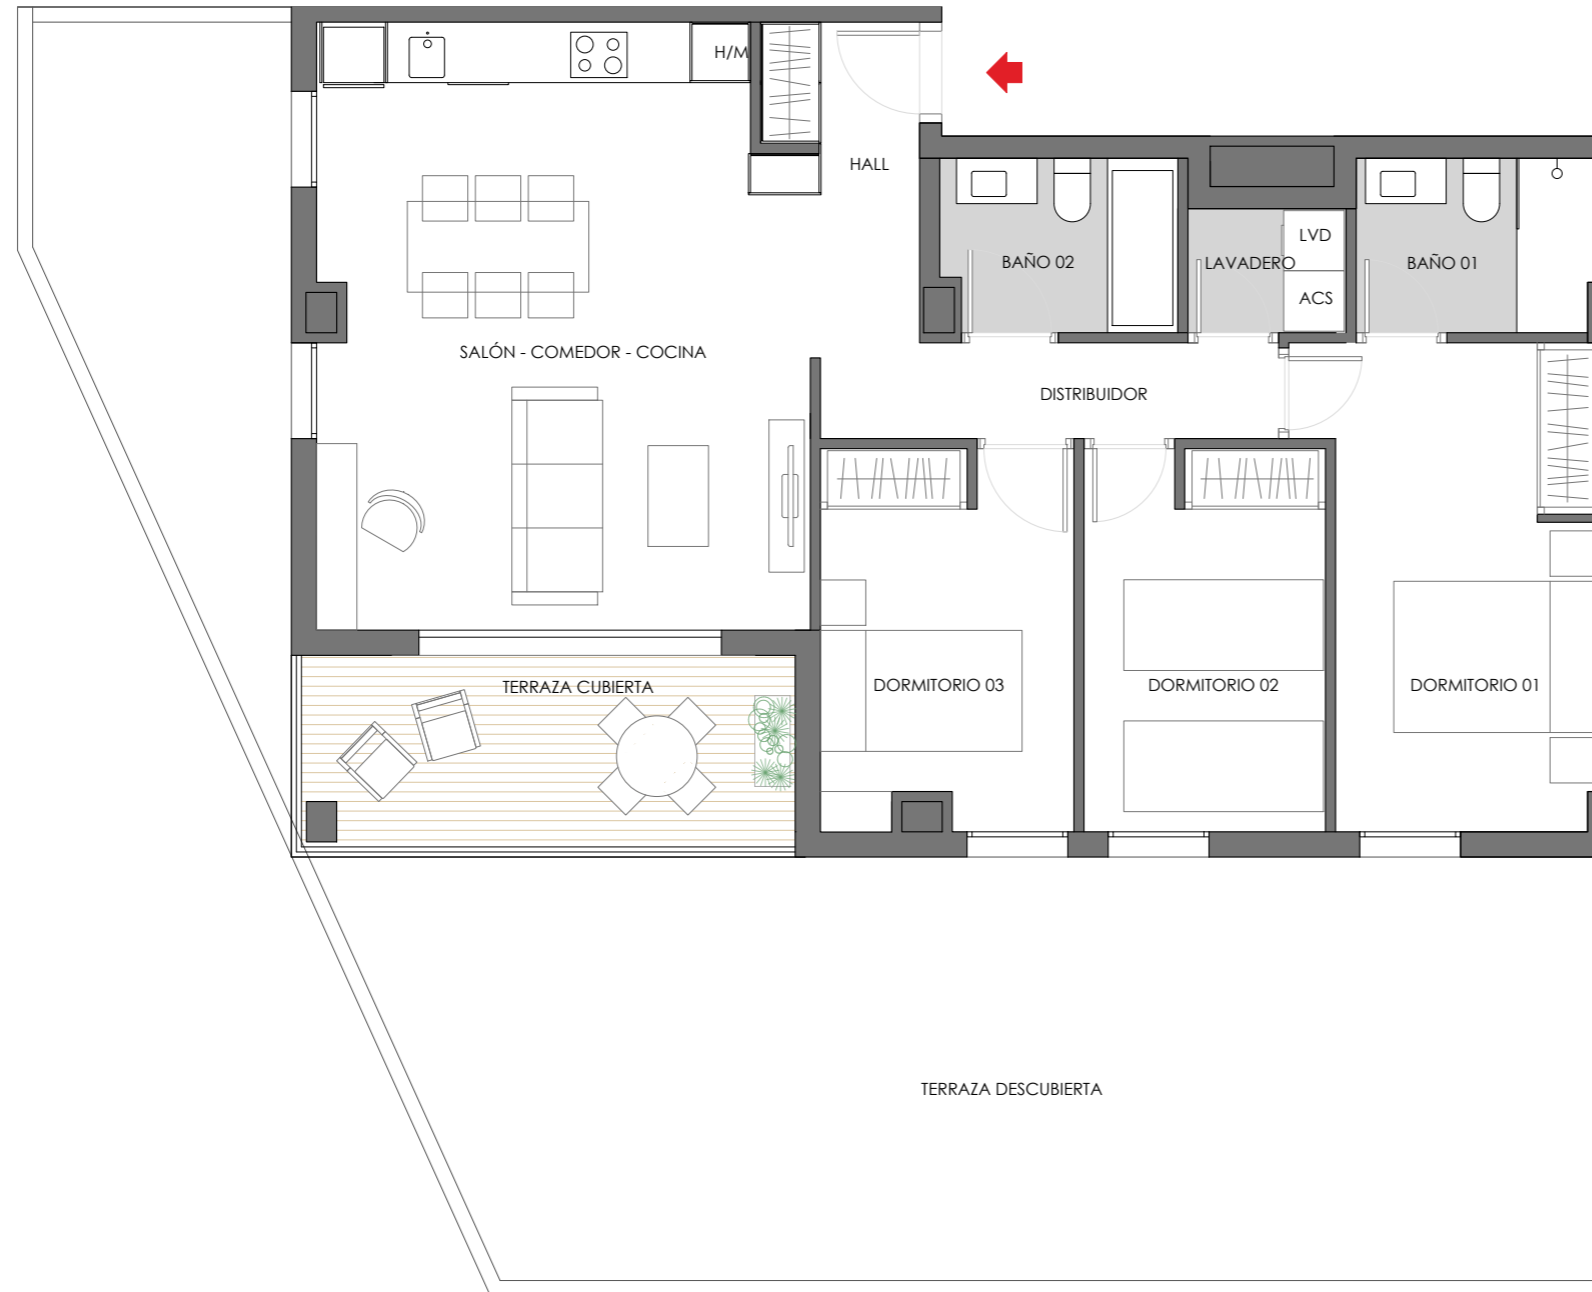 H/M
HALL
BAÑO 02
LAVADERO
LVD
ACS
BAÑO 01
SALÓN - COMEDOR - COCINA
DISTRIBUIDOR
TERRAZA CUBIERTA
DORMITORIO 03
DORMITORIO 02
DORMITORIO 01
TERRAZA DESCUBIERTA